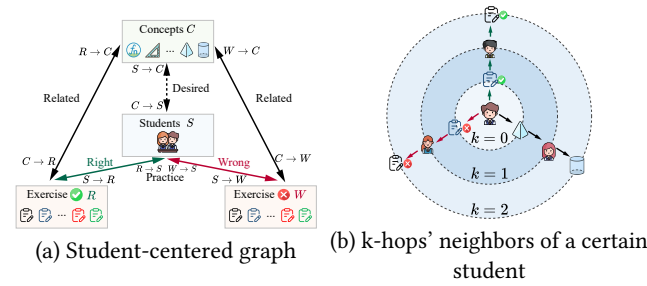 Concepts C
R → C
W → C
...
S → C
Desired
Related
Related
C → S
Students S
C → R
Right
R → S W → S
Wrong
C → W
S → R
Practice
S → W
Exercise R
Exercise W
...
...
(a) Student-centered graph
k = 0
k = 1
k = 2
(b) k-hops' neighbors of a certain
student